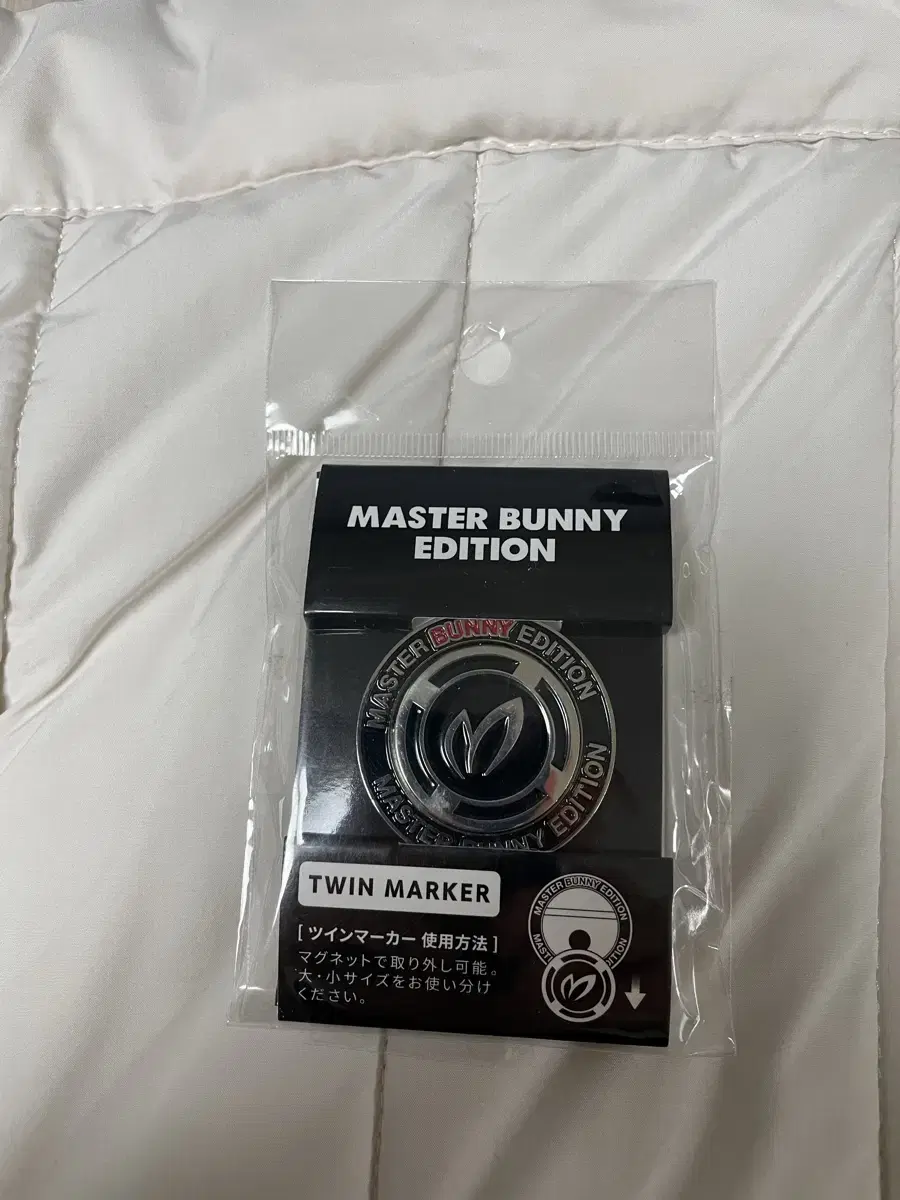 MASTER BUNNY
EDITION
MASTER BUNNY EDITION
MASTER BUNNY EDITION
TWIN MARKER
[ ツインマーカー 使用方法 ]
マグネットで取り外し可能。
大・小サイズをお使い分け
ください。
MASTER BUNNY EDITION